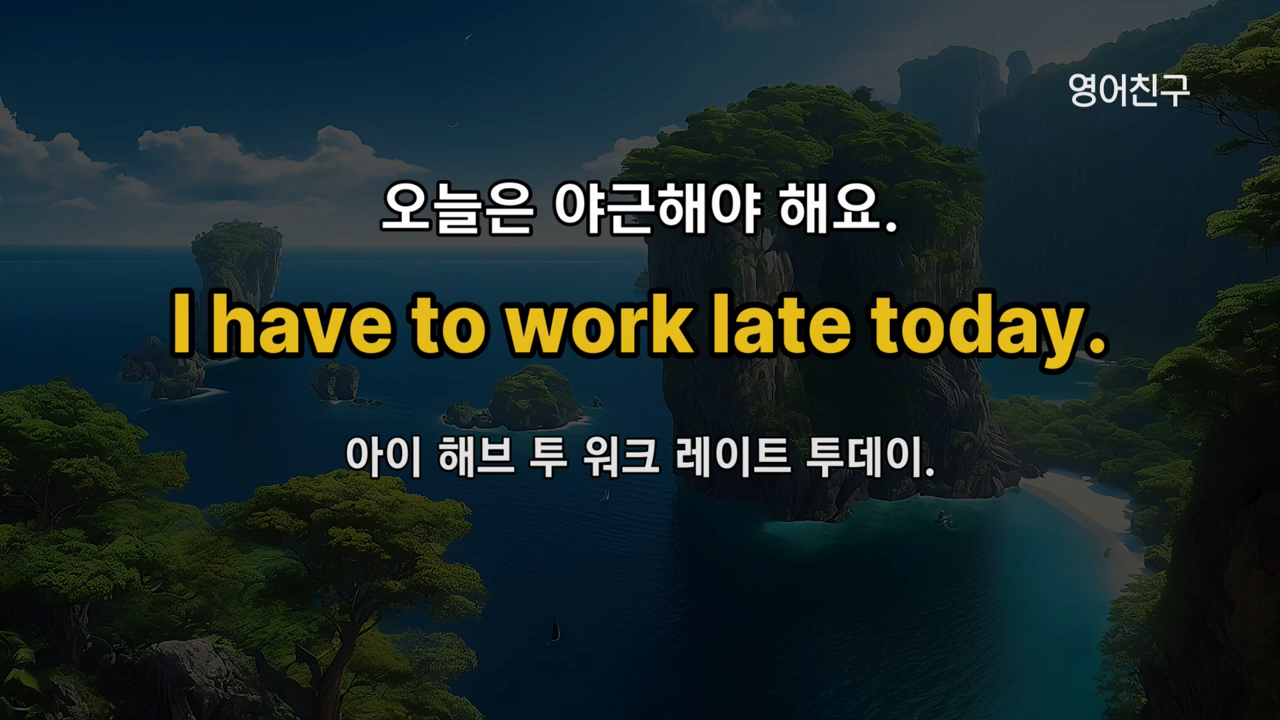 영어친구
오늘은 야근해야 해요.
I have to work late today.
아이 해브 투 워크 레이트 투데이.